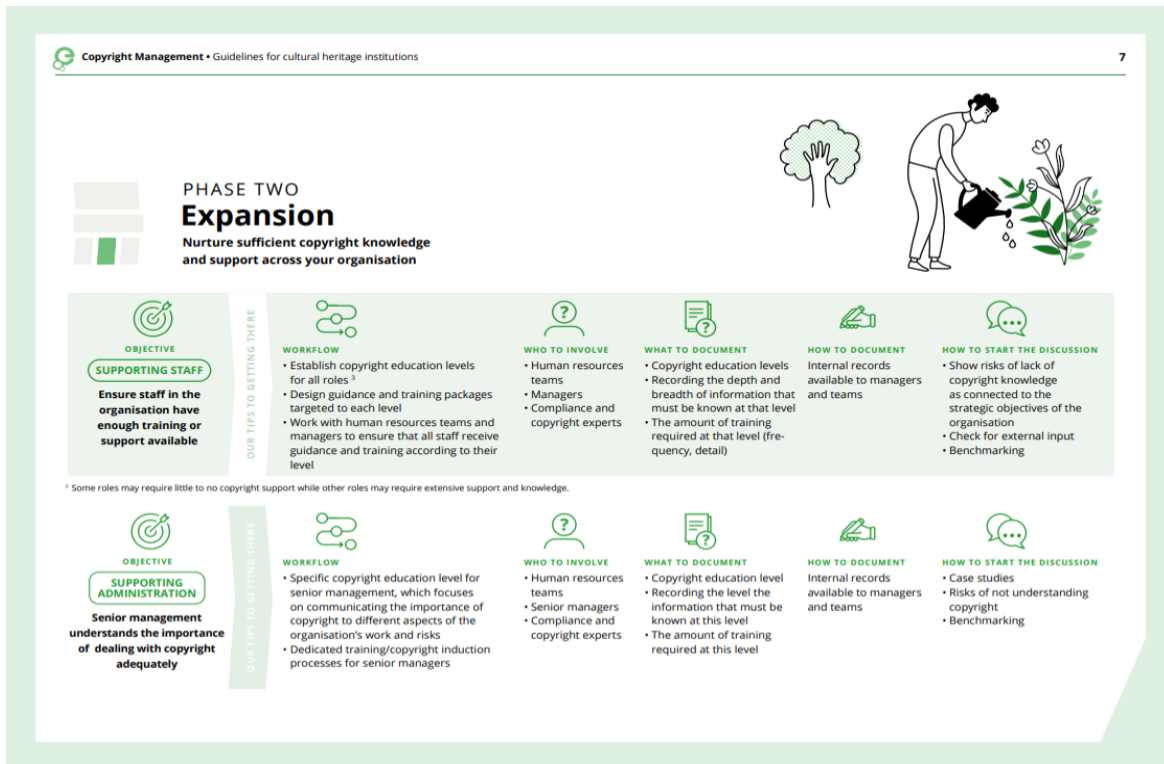 Copyright Management • Guidelines for cultural heritage institutions
7
PHASE TWO
Expansion
Nurture sufficient copyright knowledge
and support across your organisation
OBJECTIVE
SUPPORTING STAFF
Ensure staff in the
organisation have
enough training or
support available
OUR TIPS TO GETTING THERE
WORKFLOW
• Establish copyright education levels
for all roles ³
• Design guidance and training packages
targeted to each level
• Work with human resources teams and
managers to ensure that all staff receive
guidance and training according to their
level
WHO TO INVOLVE
• Human resources
teams
• Managers
• Compliance and
copyright experts
WHAT TO DOCUMENT
• Copyright education levels
• Recording the depth and
breadth of information that
must be known at that level
• The amount of training
required at that level (fre-
quency, detail)
HOW TO DOCUMENT
Internal records
available to managers
and teams
HOW TO START THE DISCUSSION
• Show risks of lack of
copyright knowledge
as connected to the
strategic objectives of the
organisation
• Check for external input
• Benchmarking
³ Some roles may require little to no copyright support while other roles may require extensive support and knowledge.
OBJECTIVE
SUPPORTING
ADMINISTRATION
Senior management
understands the importance
of dealing with copyright
adequately
OUR TIPS TO GETTING THERE
WORKFLOW
• Specific copyright education level for
senior management, which focuses
on communicating the importance of
copyright to different aspects of the
organisation's work and risks
• Dedicated training/copyright induction
processes for senior managers
WHO TO INVOLVE
• Human resources
teams
• Senior managers
• Compliance and
copyright experts
WHAT TO DOCUMENT
• Copyright education level
• Recording the level the
information that must be
known at this level
• The amount of training
required at this level
HOW TO DOCUMENT
Internal records
available to managers
and teams
HOW TO START THE DISCUSSION
• Case studies
• Risks of not understanding
copyright
• Benchmarking